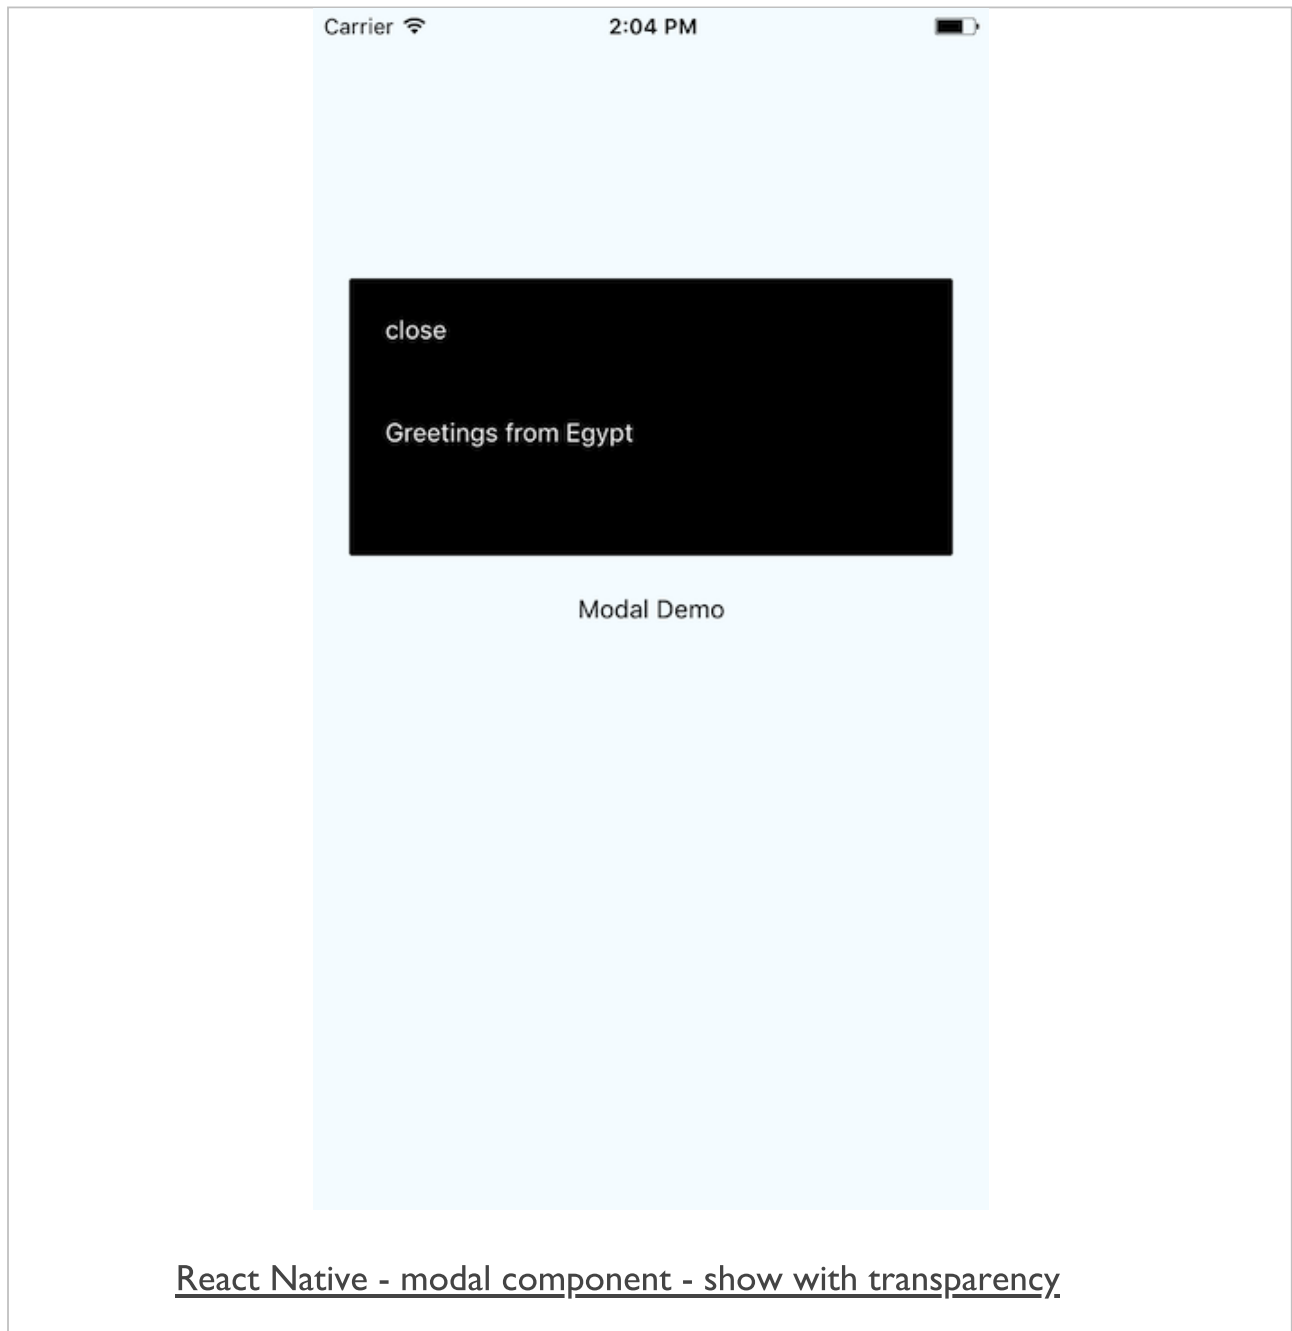 Carrier 2:04 PM
close
Greetings from Egypt
Modal Demo
React Native - modal component - show with transparency